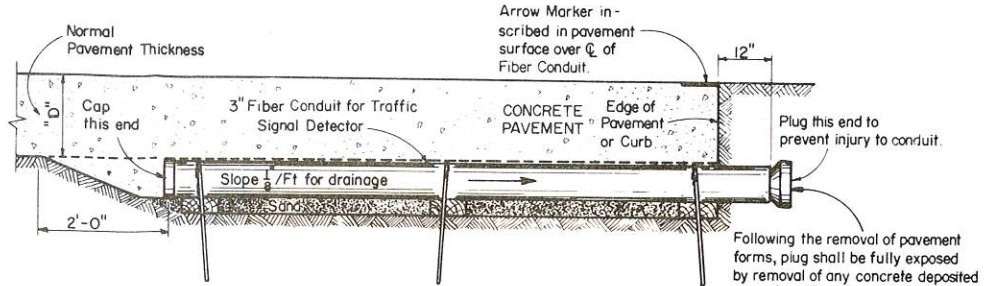 Normal
Pavement Thickness
Arrow Marker in-
scribed in pavement
surface over ℄ of
Fiber Conduit.
12"
"D"
Cap
this end
3" Fiber Conduit for Traffic
Signal Detector
CONCRETE
PAVEMENT
Edge of
Pavement
or Curb
Plug this end to
prevent injury to conduit.
Slope 1/8"/Ft for drainage
Sand
2'-0"
Following the removal of pavement
forms, plug shall be fully exposed
by removal of any concrete deposited